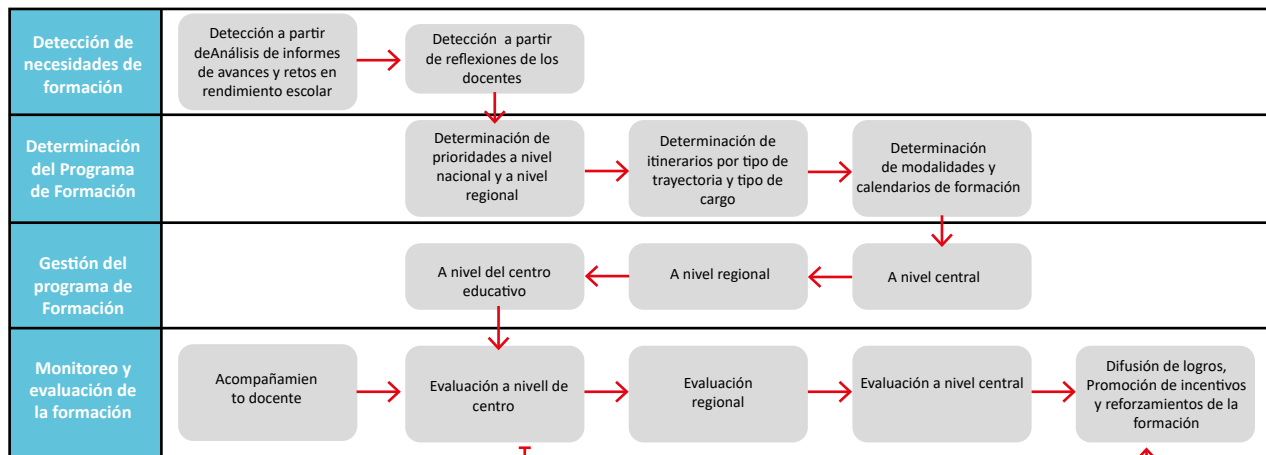 Detección de
necesidades de
formación
Detección a partir
deAnálisis de informes
de avances y retos en
rendimiento escolar
Detección  a partir
de reflexiones de los
docentes
Determinación
del Programa
de Formación
Determinación de
prioridades a nivel
nacional y a nivel
regional
Determinación de
itinerarios por tipo de
trayectoria y tipo de
cargo
Determinación
de modalidades y
calendarios de formación
Gestión del
programa de
Formación
A nivel del centro
educativo
A nivel regional
A nivel central
Monitoreo y
evaluación de
la formación
Acompañamien
to docente
Evaluación a nivell de
centro
Evaluación
regional
Evaluación a nivel central
Difusión de logros,
Promoción de incentivos
y reforzamientos de la
formación